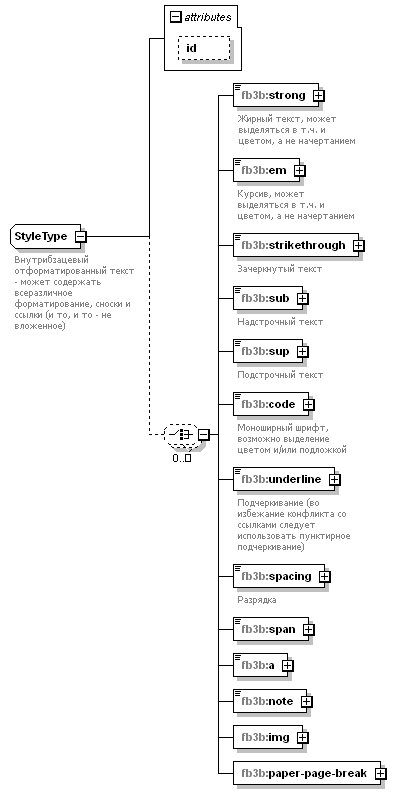 attributes
id
fb3b:strong
Жирный текст, может
выделяться в т.ч. и
цветом, а не начертанием
fb3b:em
Курсив, может
выделяться в т.ч. и
цветом, а не начертанием
StyleType
Внутрибзацевый
отформатированный текст
- может содержать
всеразличное
форматирование, сноски и
ссылки (и то, и то - не
вложенное)
fb3b:strikethrough
Зачеркнутый текст
fb3b:sub
Надстрочный текст
fb3b:sup
Подстрочный текст
fb3b:code
Моноширный шрифт,
возможно выделение
цветом и/или подложкой
0..
fb3b:underline
Подчеркивание (во
избежание конфликта со
ссылками следует
использовать пунктирное
подчеркивание)
fb3b:spacing
Разрядка
fb3b:span
fb3b:a
fb3b:note
fb3b:img
fb3b:paper-page-break